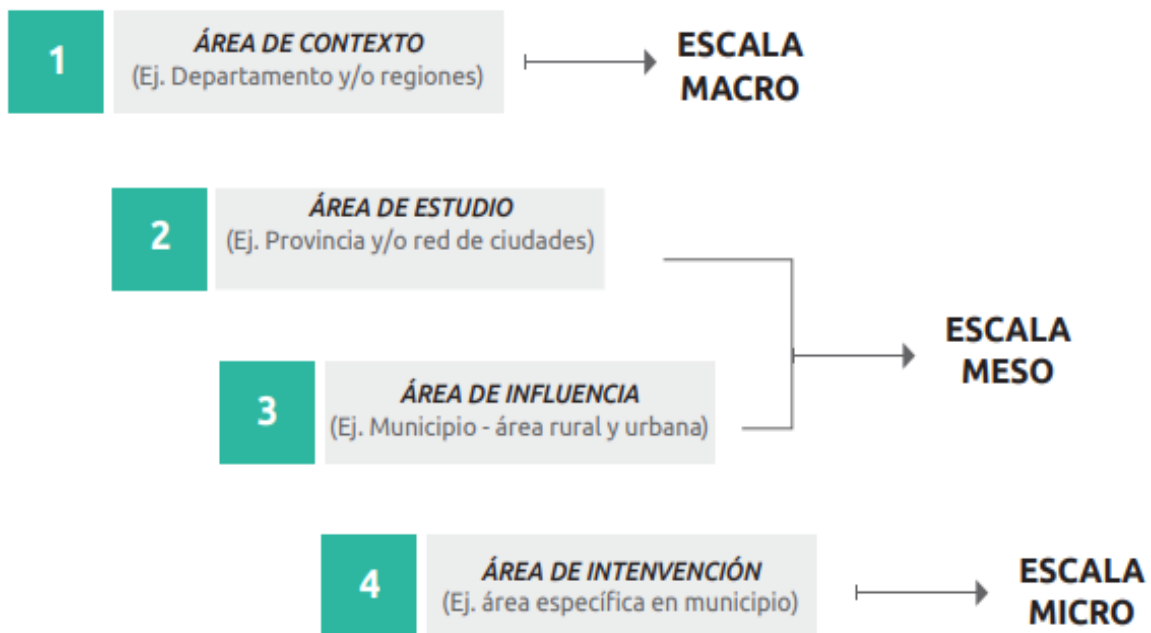 1
ÁREA DE CONTEXTO
(Ej. Departamento y/o regiones)
ESCALA
MACRO
2
ÁREA DE ESTUDIO
(Ej. Provincia y/o red de ciudades)
3
ÁREA DE INFLUENCIA
(Ej. Municipio - área rural y urbana)
ESCALA
MESO
4
ÁREA DE INTENVENCIÓN
(Ej. área específica en municipio)
ESCALA
MICRO